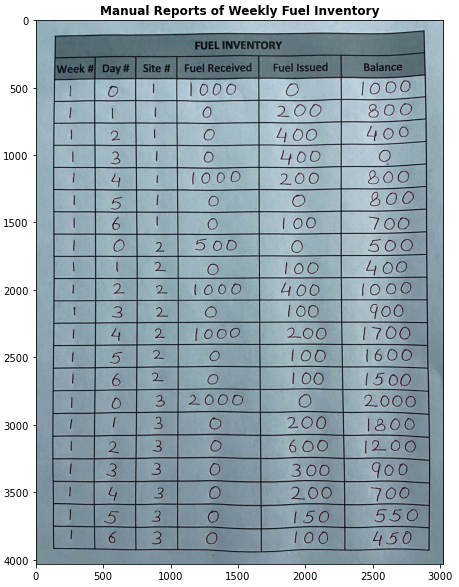 Manual Reports of Weekly Fuel Inventory
FUEL INVENTORY
Week # Day # Site # Fuel Received Fuel Issued Balance
1 0 1 1000 0 1000
1 1 1 0 200 800
1 2 1 0 400 400
1 3 1 0 400 0
1 4 1 1000 200 800
1 5 1 0 0 800
1 6 1 0 100 700
1 0 2 500 0 500
1 1 2 0 100 400
1 2 2 1000 400 1000
1 3 2 0 100 900
1 4 2 1000 200 1700
1 5 2 0 100 1600
1 6 2 0 100 1500
1 0 3 2000 0 2000
1 1 3 0 200 1800
1 2 3 0 600 1200
1 3 3 0 300 900
1 4 3 0 200 700
1 5 3 0 150 550
1 6 3 0 100 450
0
500
1000
1500
2000
2500
3000
3500
4000
0 500 1000 1500 2000 2500 3000